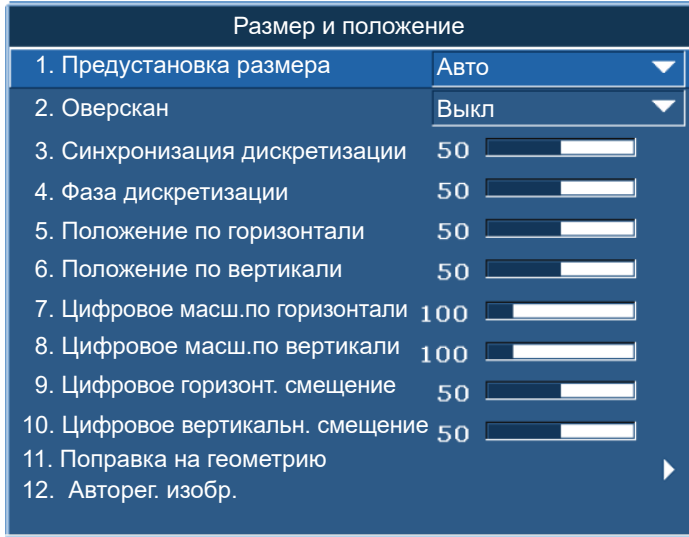 Размер и положение
1. Предустановка размера Авто
2. Оверскан Выкл
3. Синхронизация дискретизации 50
4. Фаза дискретизации 50
5. Положение по горизонтали 50
6. Положение по вертикали 50
7. Цифровое масш.по горизонтали 100
8. Цифровое масш.по вертикали 100
9. Цифровое горизонт. смещение 50
10. Цифровое вертикальн. смещение 50
11. Поправка на геометрию
12. Авторег. изобр.